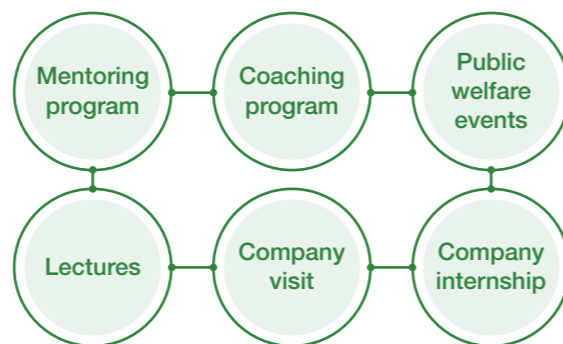 Mentoring
program
Coaching
program
Public
welfare
events
Lectures
Company
visit
Company
internship